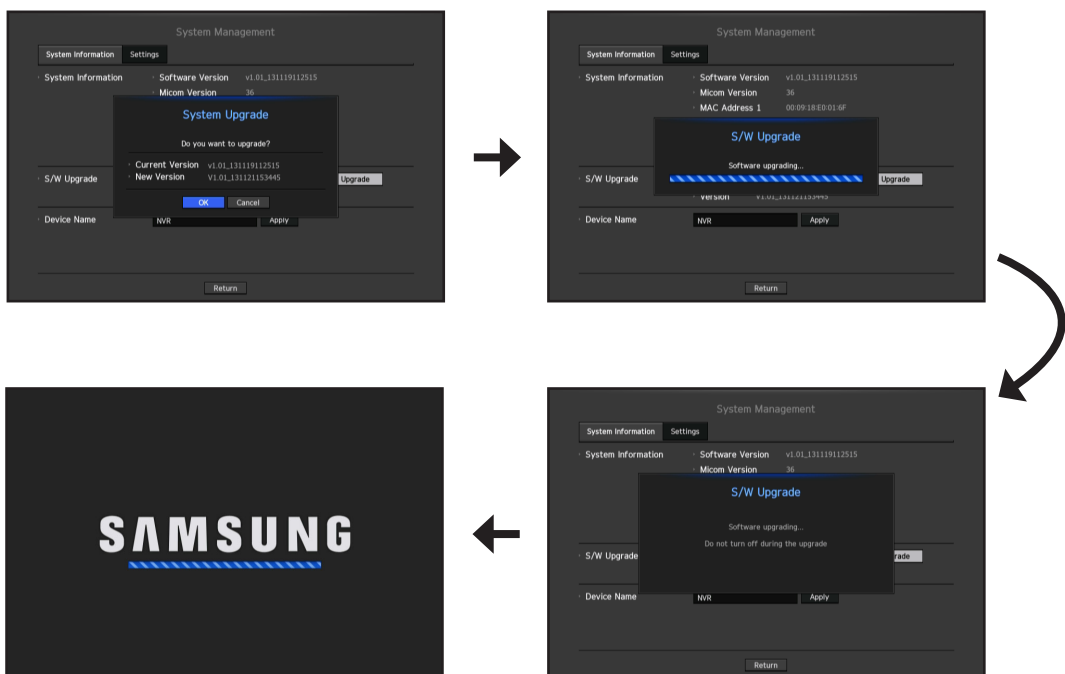 System Management
System Information Settings
System Information Software Version v1.01_131119112515
Micom Version 36
System Upgrade
Do you want to upgrade?
Current Version v1.01_131119112515
New Version V1.01_131121153445
S/W Upgrade Upgrade
OK Cancel
Device Name NVR Apply
Return
System Management
System Information Settings
System Information Software Version v1.01_131119112515
Micom Version 36
MAC Address 1 00:09:18:E0:01:6F
S/W Upgrade
Software upgrading...
S/W Upgrade Upgrade
Version V1.01_131121153445
Device Name NVR Apply
Return
System Management
System Information Settings
System Information Software Version v1.01_131119112515
Micom Version 36
S/W Upgrade
Software upgrading...
Do not turn off during the upgrade
S/W Upgrade rade
Device Name NVR Apply
Return
SAMSUNG